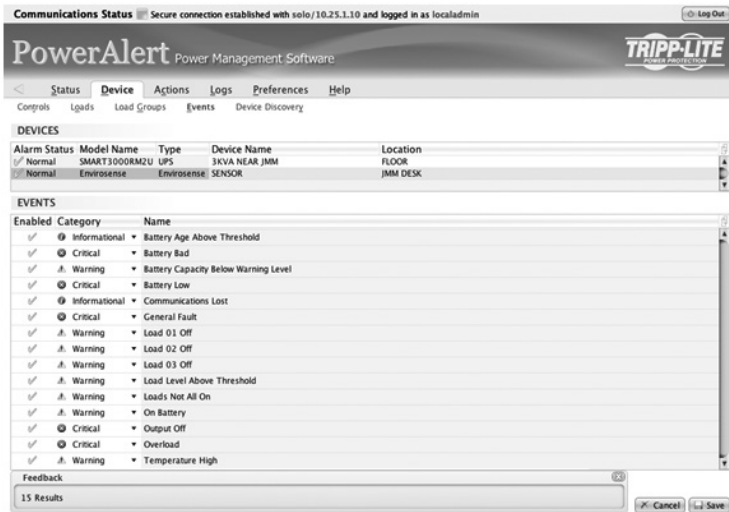 Communications Status Secure connection established with solo/10.25.1.10 and logged in as localadmin Log Out
PowerAlert Power Management Software TRIPP·LITE
POWER PROTECTION
Status Device Actions Logs Preferences Help
Controls Loads Load Groups Events Device Discovery
DEVICES
Alarm Status Model Name Type Device Name Location
Normal SMART3000RM2U UPS 3KVA NEAR JMM FLOOR
Normal Envirosense Envirosense SENSOR JMM DESK
EVENTS
Enabled Category Name
Informational Battery Age Above Threshold
Critical Battery Bad
Warning Battery Capacity Below Warning Level
Critical Battery Low
Informational Communications Lost
Critical General Fault
Warning Load 01 Off
Warning Load 02 Off
Warning Load 03 Off
Warning Load Level Above Threshold
Warning Loads Not All On
Warning On Battery
Critical Output Off
Critical Overload
Warning Temperature High
Feedback
15 Results
Cancel Save